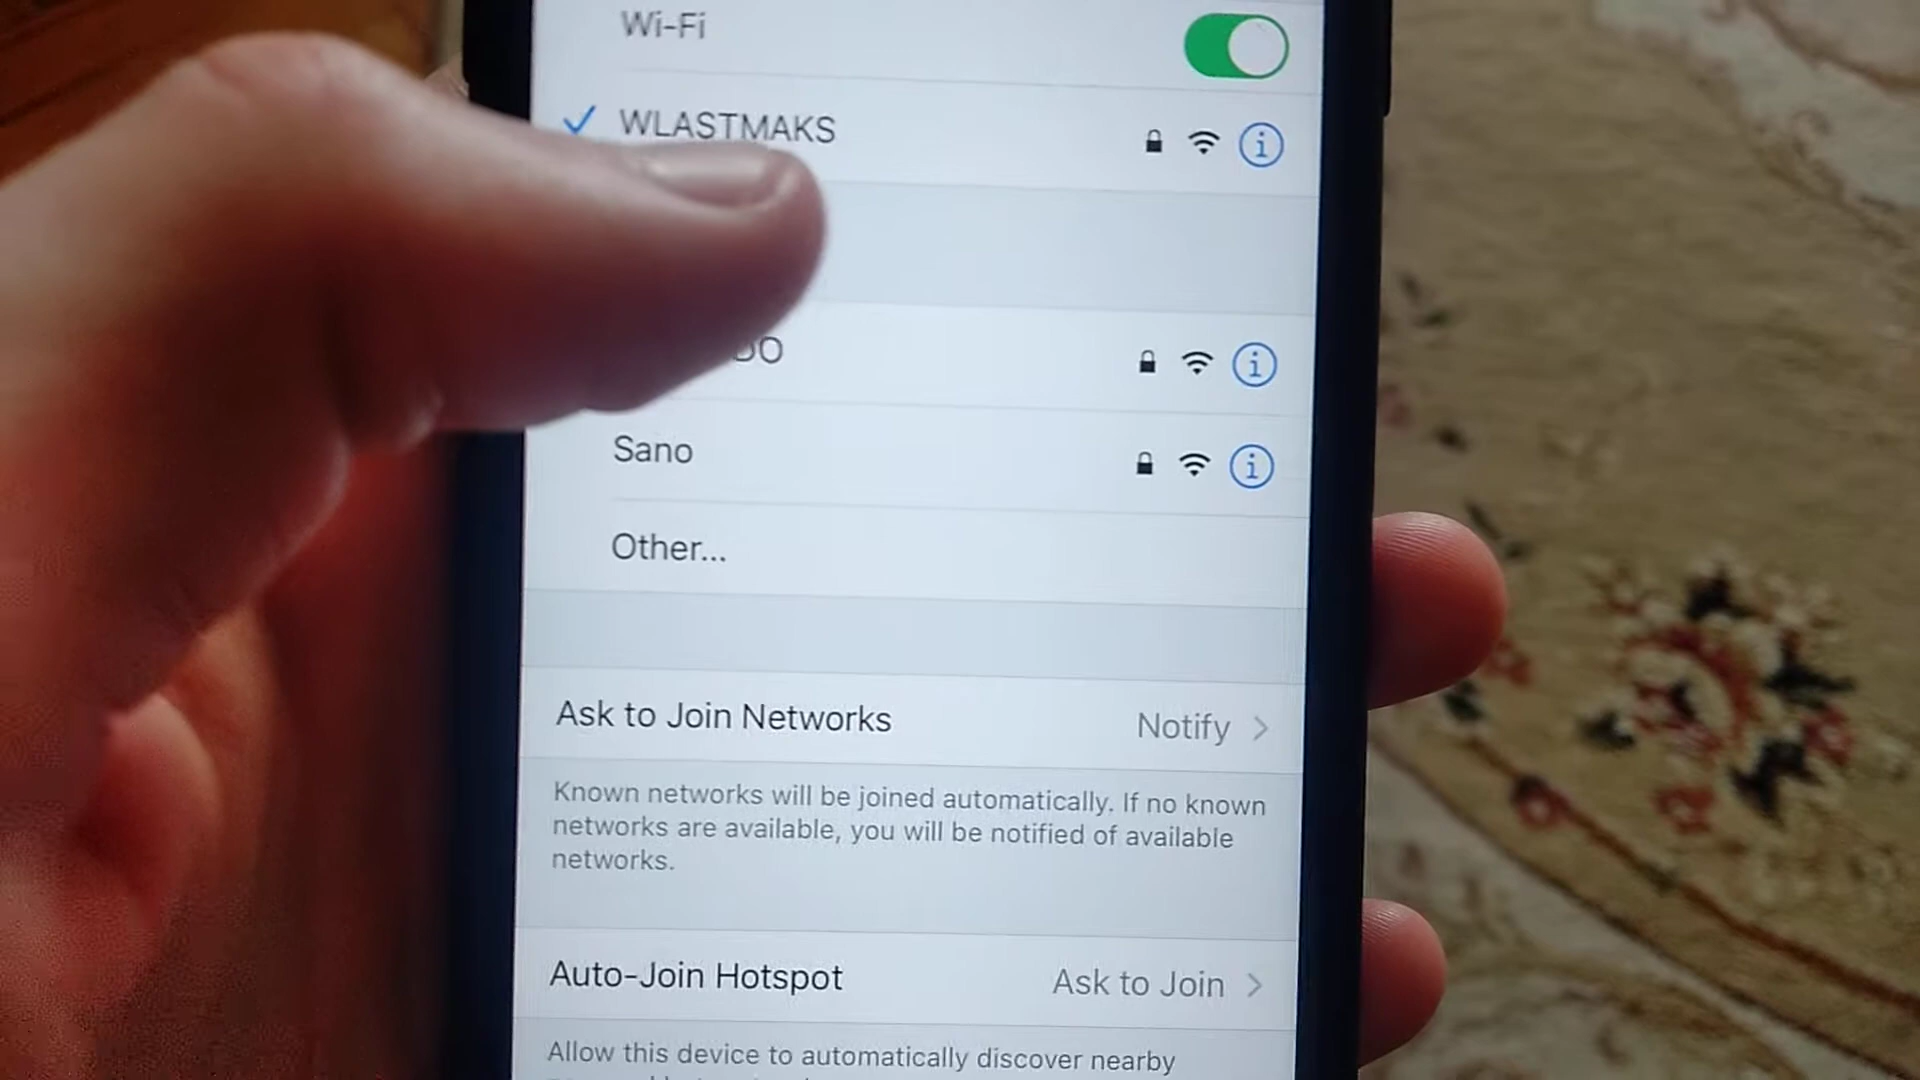 Wi-Fi
WLASTMAKS
Sano
Other...
Ask to Join Networks Notify
Known networks will be joined automatically. If no known
networks are available, you will be notified of available
networks.
Auto-Join Hotspot Ask to Join
Allow this device to automatically discover nearby